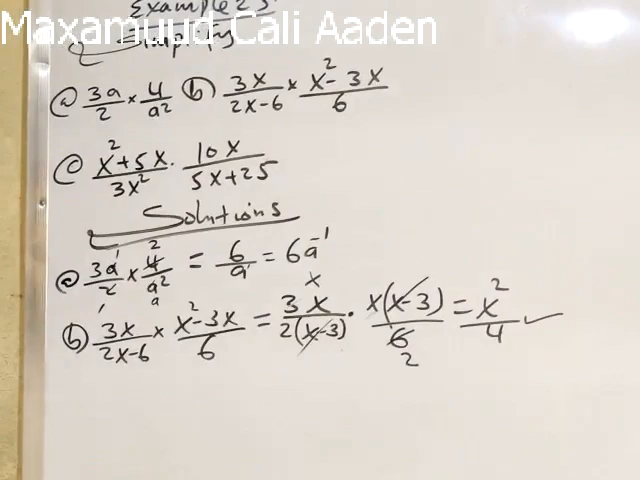 Example 25:
Maxamuud Cali Aaden
Simplify
(a) 3a/2 × 4/a² (b) 3x/2x-6 × x²-3x/6
(c) x²+5x/3x² · 10x/5x+25
Solutions
(a) 3a/2 × 4/a² = 6/a = 6a⁻¹
(b) 3x/2x-6 × x²-3x/6 = 3x/2(x-3) · x(x-3)/6 = x²/4 ✓